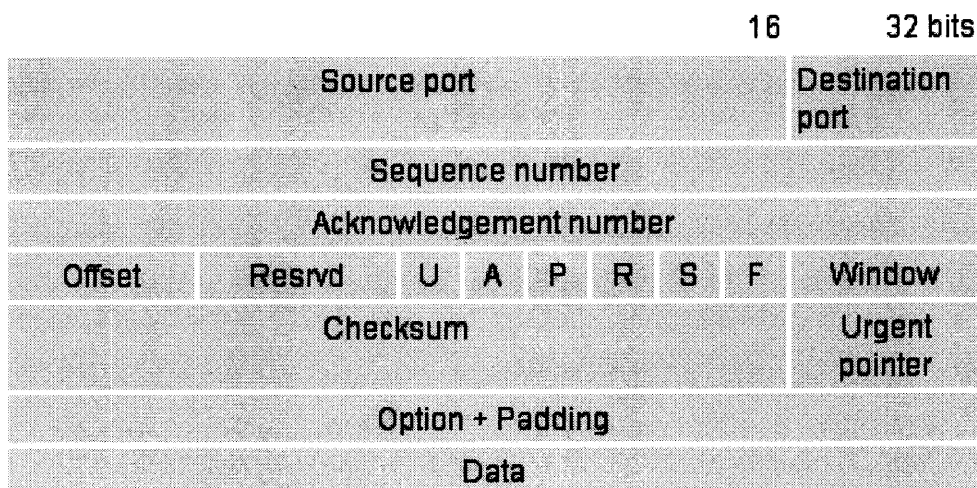 16 32 bits
Source port Destination
port
Sequence number
Acknowledgement number
Offset Resrvd U A P R S F Window
Checksum Urgent
pointer
Option + Padding
Data